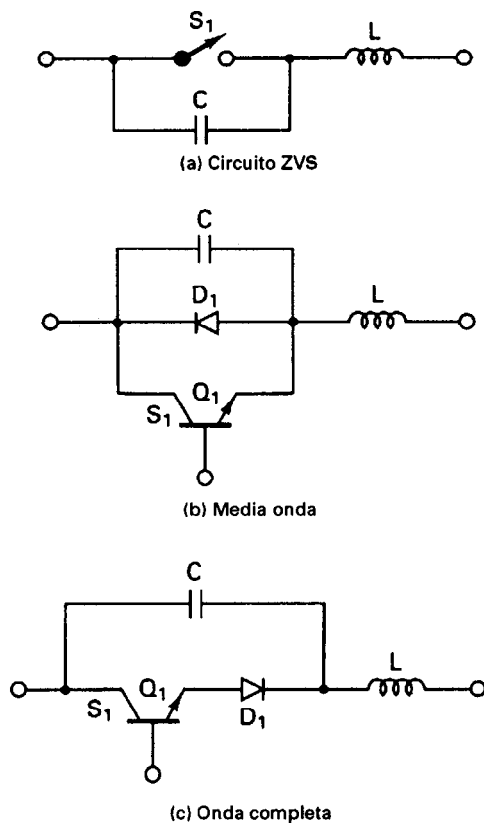 S1
L
C
(a) Circuito ZVS
C
D1
L
Q1
S1
(b) Media onda
C
L
Q1
S1
D1
(c) Onda completa